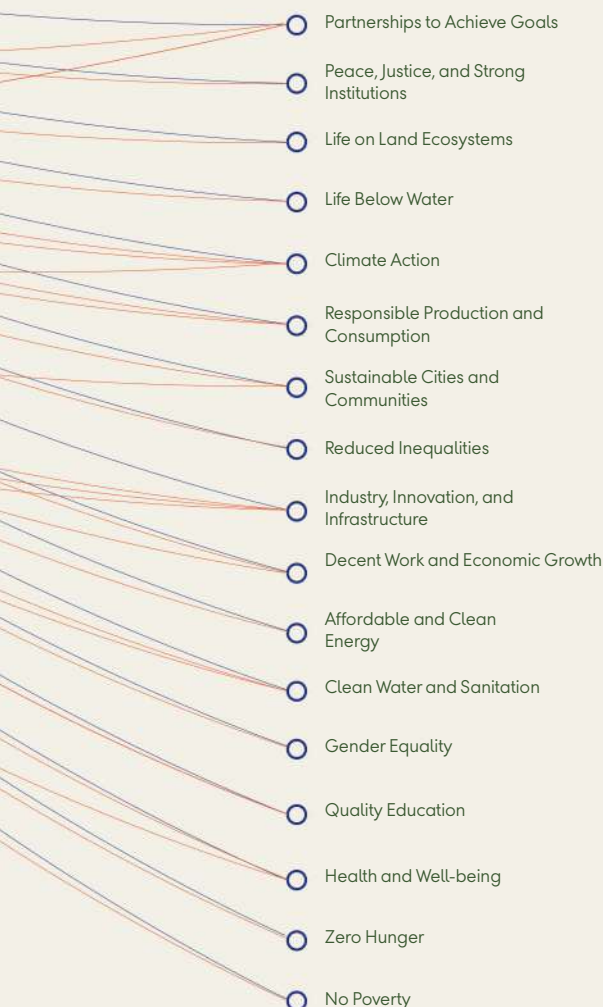 Partnerships to Achieve Goals
Peace, Justice, and Strong
Institutions
Life on Land Ecosystems
Life Below Water
Climate Action
Responsible Production and
Consumption
Sustainable Cities and
Communities
Reduced Inequalities
Industry, Innovation, and
Infrastructure
Decent Work and Economic Growth
Affordable and Clean
Energy
Clean Water and Sanitation
Gender Equality
Quality Education
Health and Well-being
Zero Hunger
No Poverty